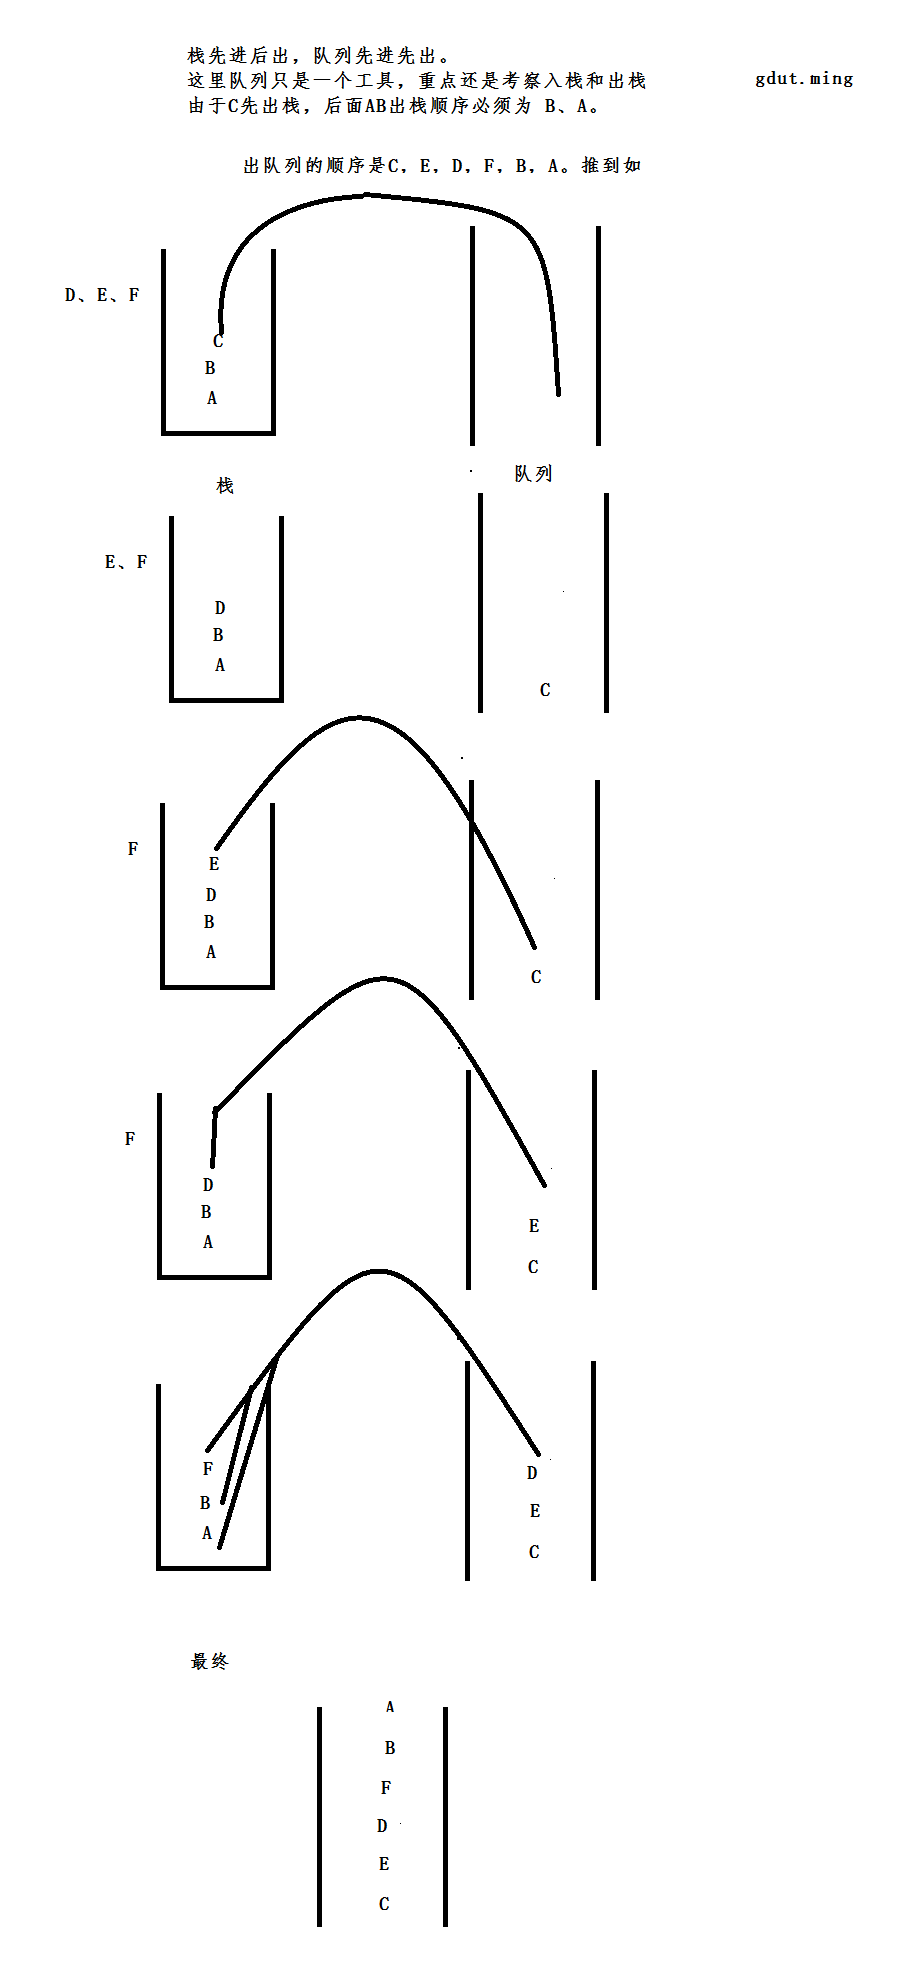 栈先进后出，队列先进先出。
这里队列只是一个工具，重点还是考察入栈和出栈
gdut.ming
由于C先出栈，后面AB出栈顺序必须为 B、A。
出队列的顺序是C，E，D，F，B，A。推到如
D、E、F
C
B
A
栈
队列
E、F
D
B
A
C
F
E
D
B
A
C
F
D
B
A
E
C
F
B
A
D
E
C
最终
A
B
F
D
E
C